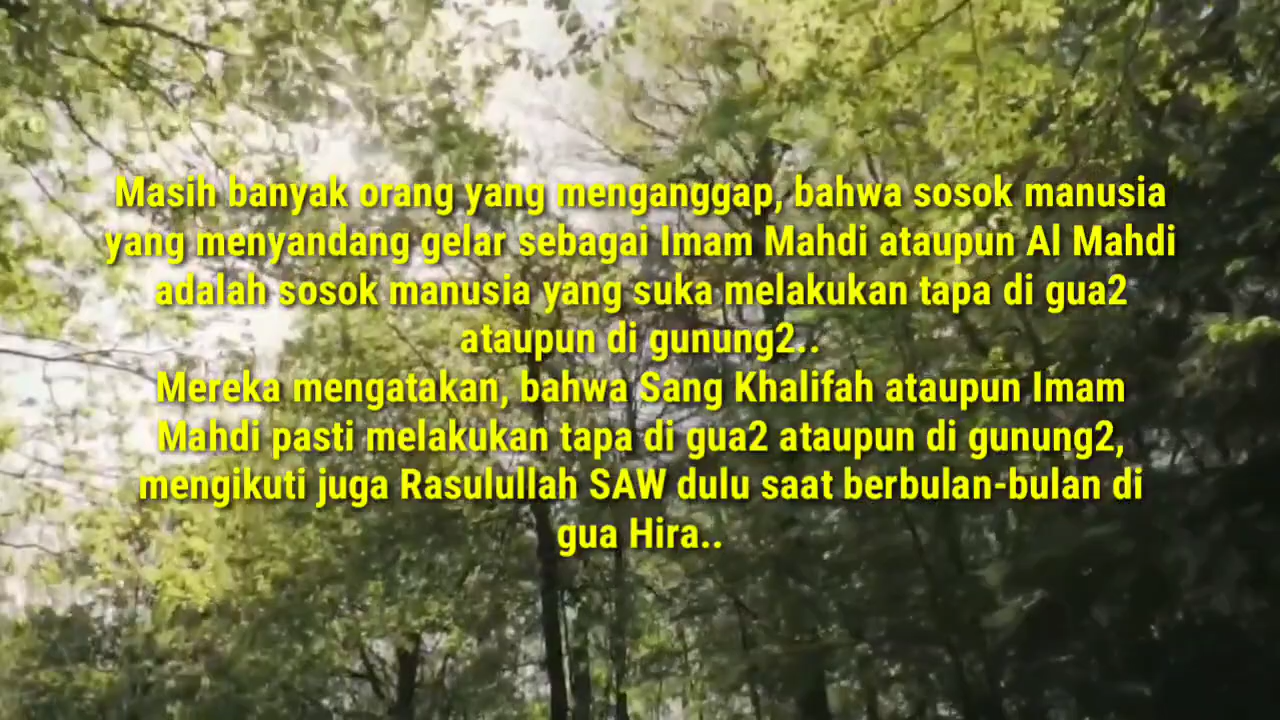 Masih banyak orang yang menganggap, bahwa sosok manusia
yang menyandang gelar sebagai Imam Mahdi ataupun Al Mahdi
adalah sosok manusia yang suka melakukan tapa di gua2
ataupun di gunung2..
Mereka mengatakan, bahwa Sang Khalifah ataupun Imam
Mahdi pasti melakukan tapa di gua2 ataupun di gunung2,
mengikuti juga Rasulullah SAW dulu saat berbulan-bulan di
gua Hira..